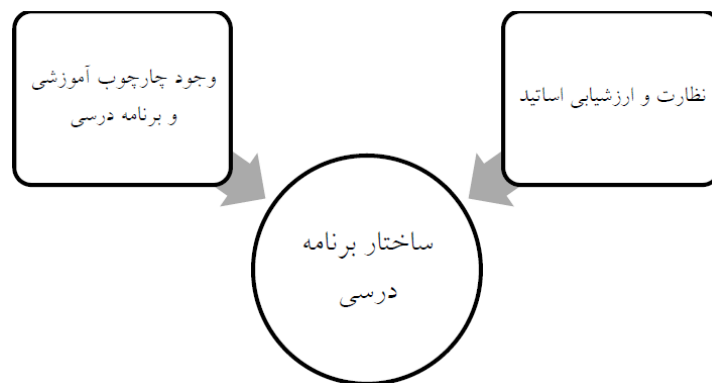 نظارت و ارزشیابی اساتید
وجود چارچوب آموزشی
و برنامه درسی
ساختار برنامه
درسی